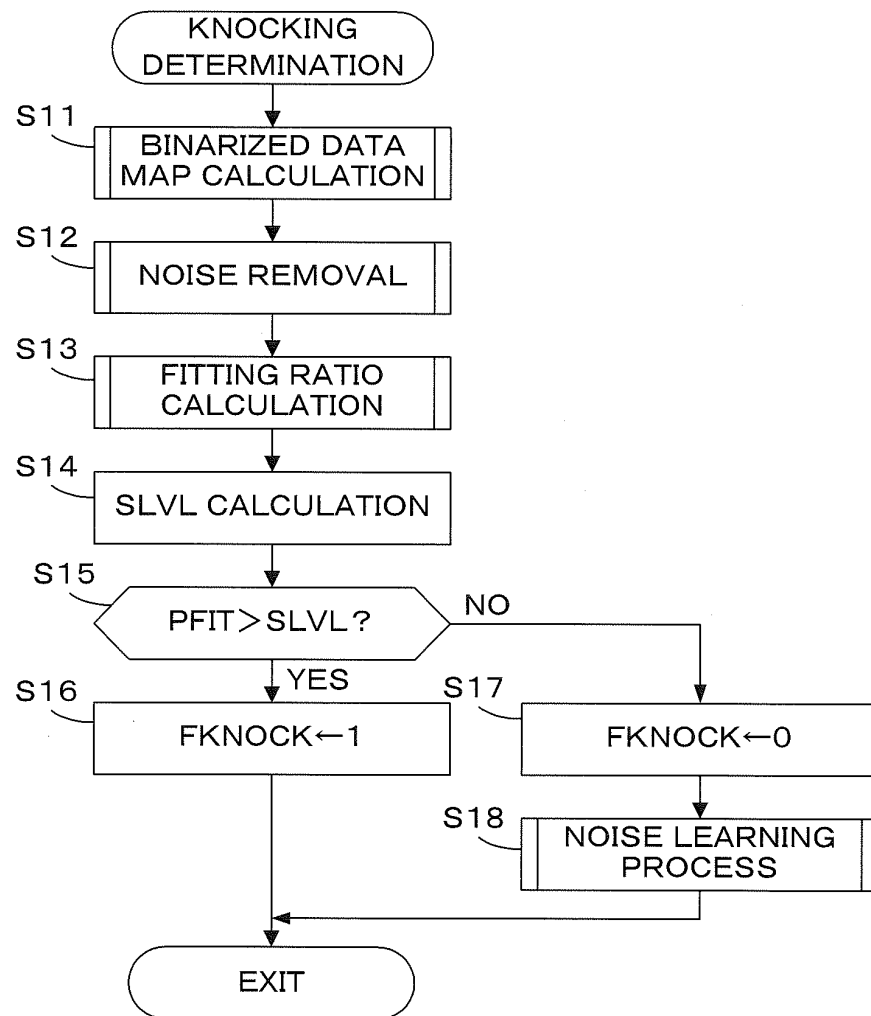 KNOCKING
DETERMINATION
S11
BINARIZED DATA
MAP CALCULATION
S12
NOISE REMOVAL
S13
FITTING RATIO
CALCULATION
S14
SLVL CALCULATION
S15
PFIT>SLVL?
NO
YES
S16
FKNOCK←1
S17
FKNOCK←0
S18
NOISE LEARNING
PROCESS
EXIT